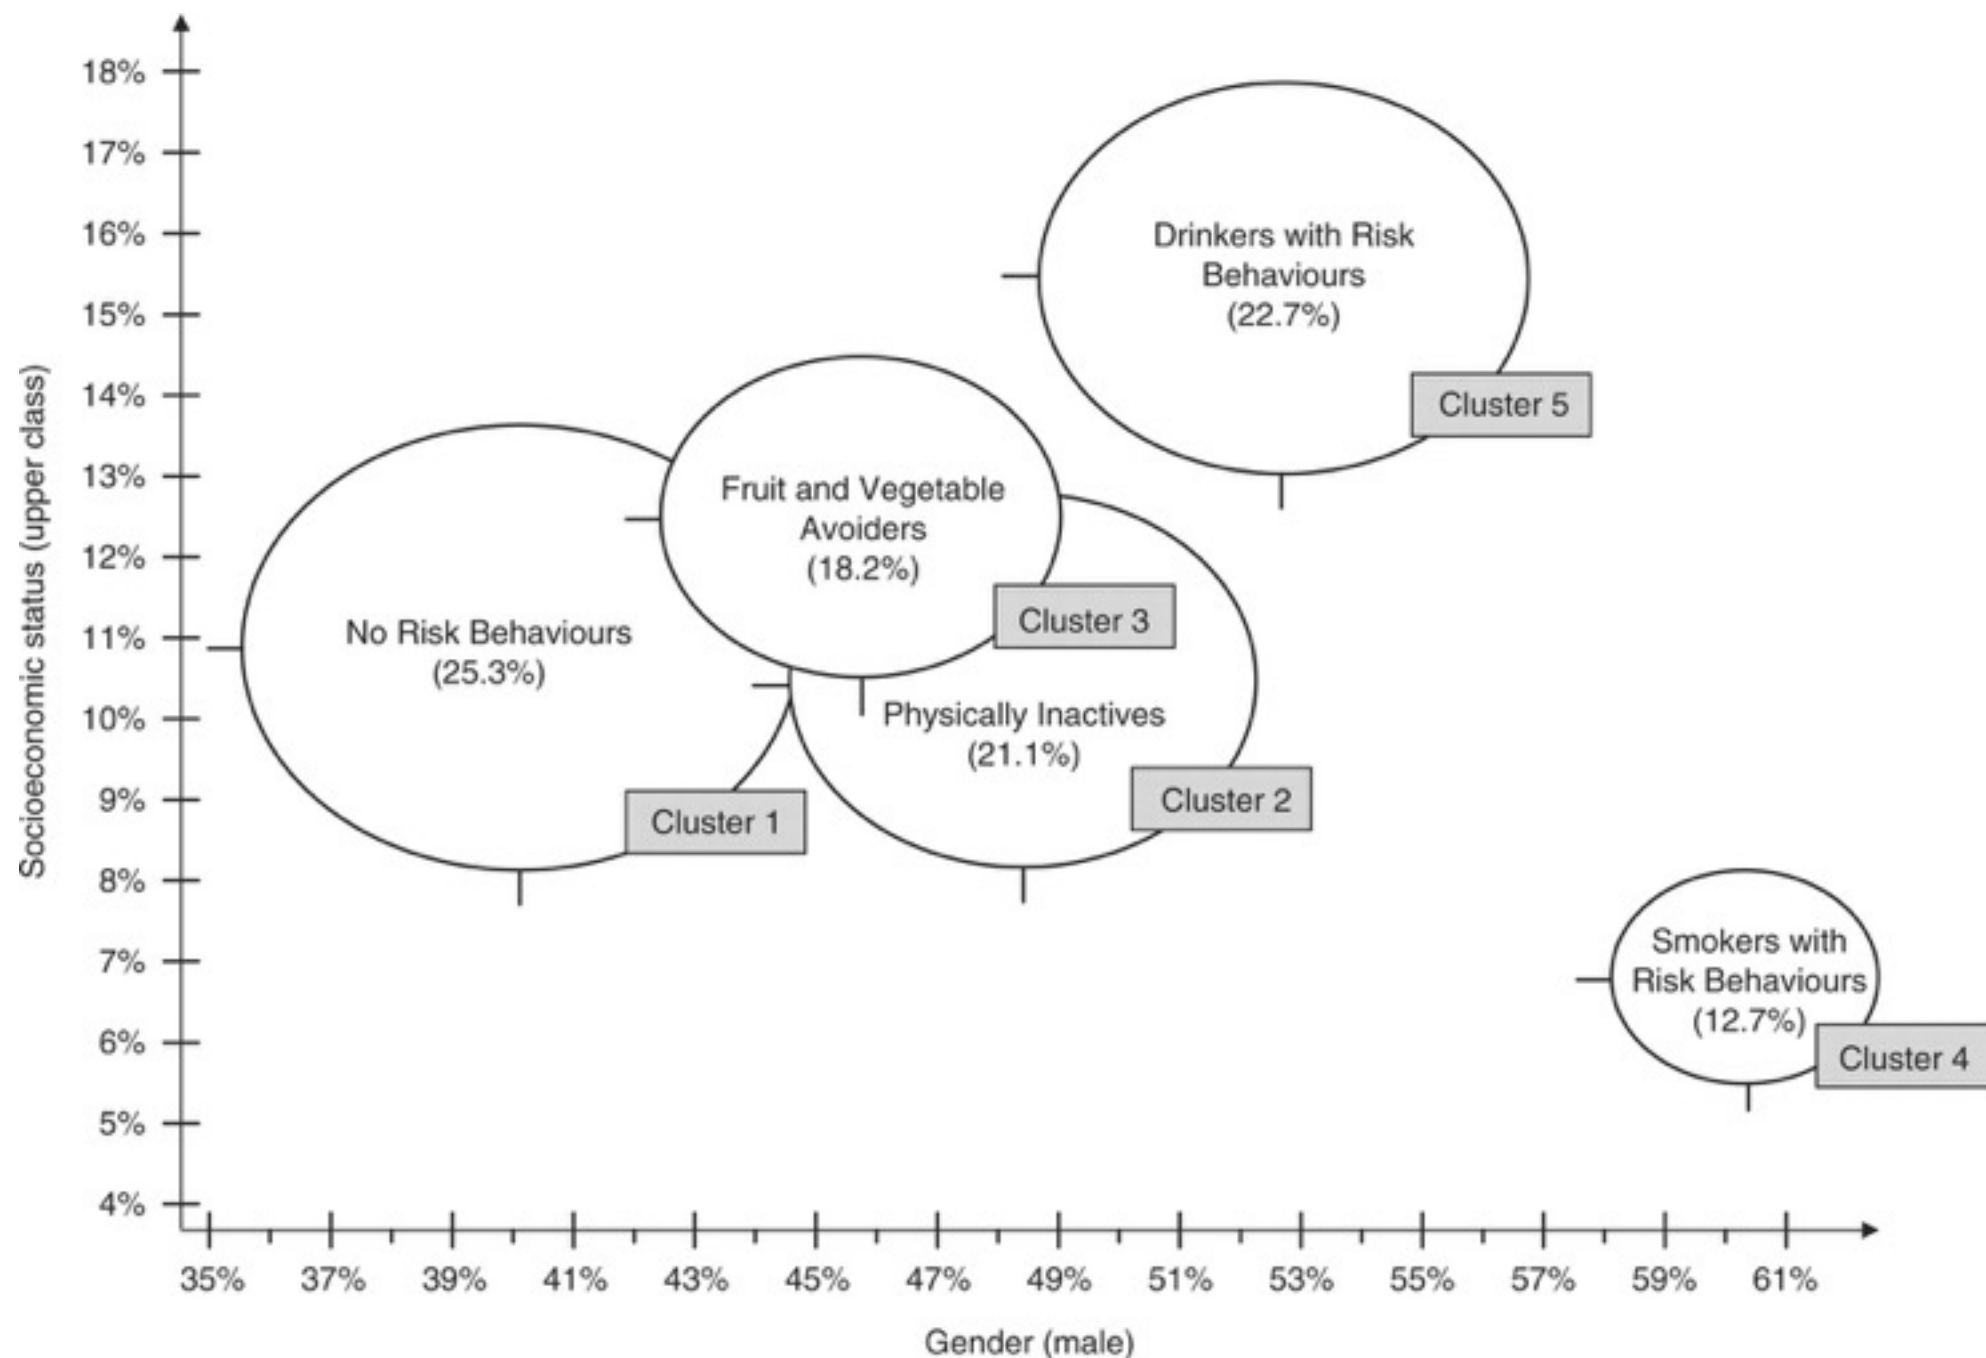 Socioeconomic status (upper class)
18%
17%
16%
15%
14%
13%
12%
11%
10%
9%
8%
7%
6%
5%
4%
Drinkers with Risk
Behaviours
(22.7%)
Cluster 5
Fruit and Vegetable
Avoiders
(18.2%)
Cluster 3
No Risk Behaviours
(25.3%)
Cluster 1
Physically Inactives
(21.1%)
Cluster 2
Smokers with
Risk Behaviours
(12.7%)
Cluster 4
35% 37% 39% 41% 43% 45% 47% 49% 51% 53% 55% 57% 59% 61%
Gender (male)